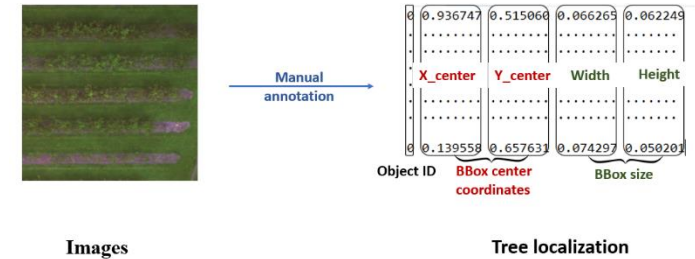 0 0.936747 0.515060 0.066265 0.062249
. ....... ....... ....... .......
. ....... ....... ....... .......
X_center Y_center Width Height
. ....... ....... ....... .......
. ....... ....... ....... .......
0 0.139558 0.657631 0.074297 0.050201
Manual
annotation
Object ID BBox center
coordinates
BBox size
Images
Tree localization